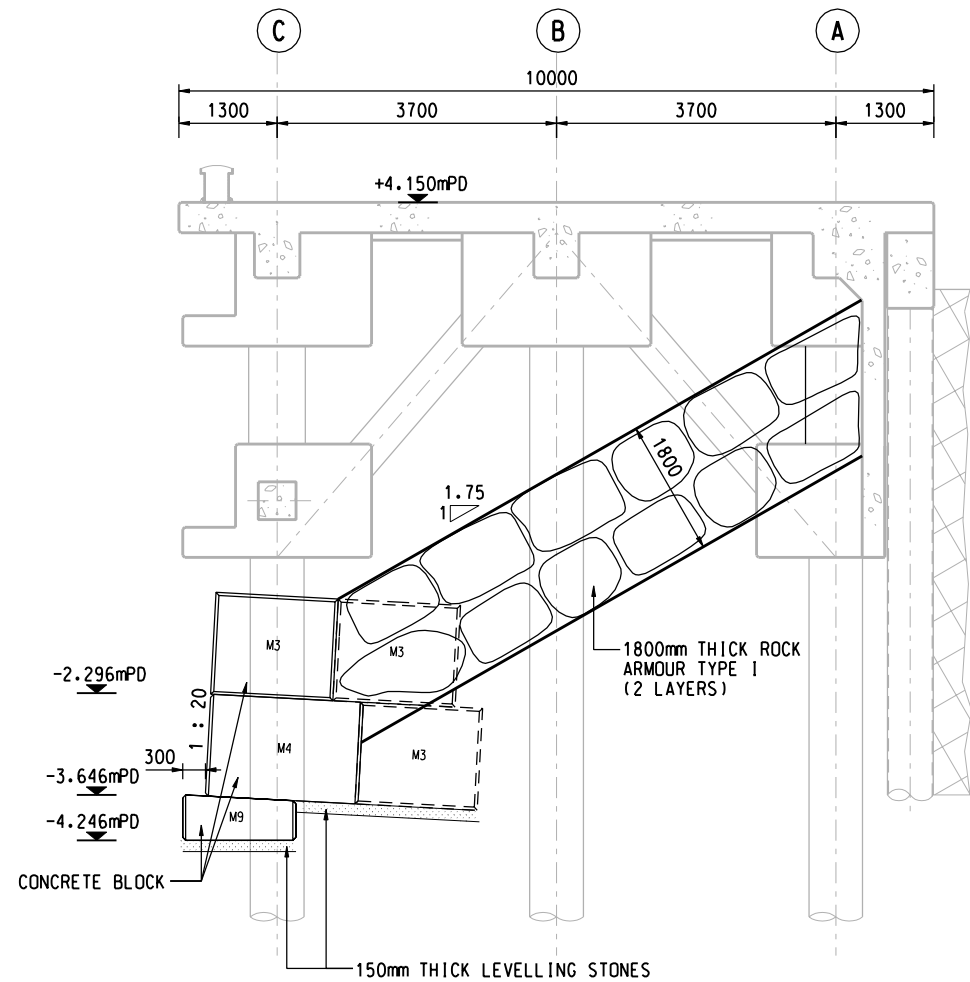 C
B
A
10000
1300
3700
3700
1300
+4.150mPD
1800
1.75
1
M3
M3
1800mm THICK ROCK
ARMOUR TYPE I
(2 LAYERS)
-2.296mPD
1 : 20
M4
M3
300
-3.646mPD
M9
-4.246mPD
CONCRETE BLOCK
150mm THICK LEVELLING STONES